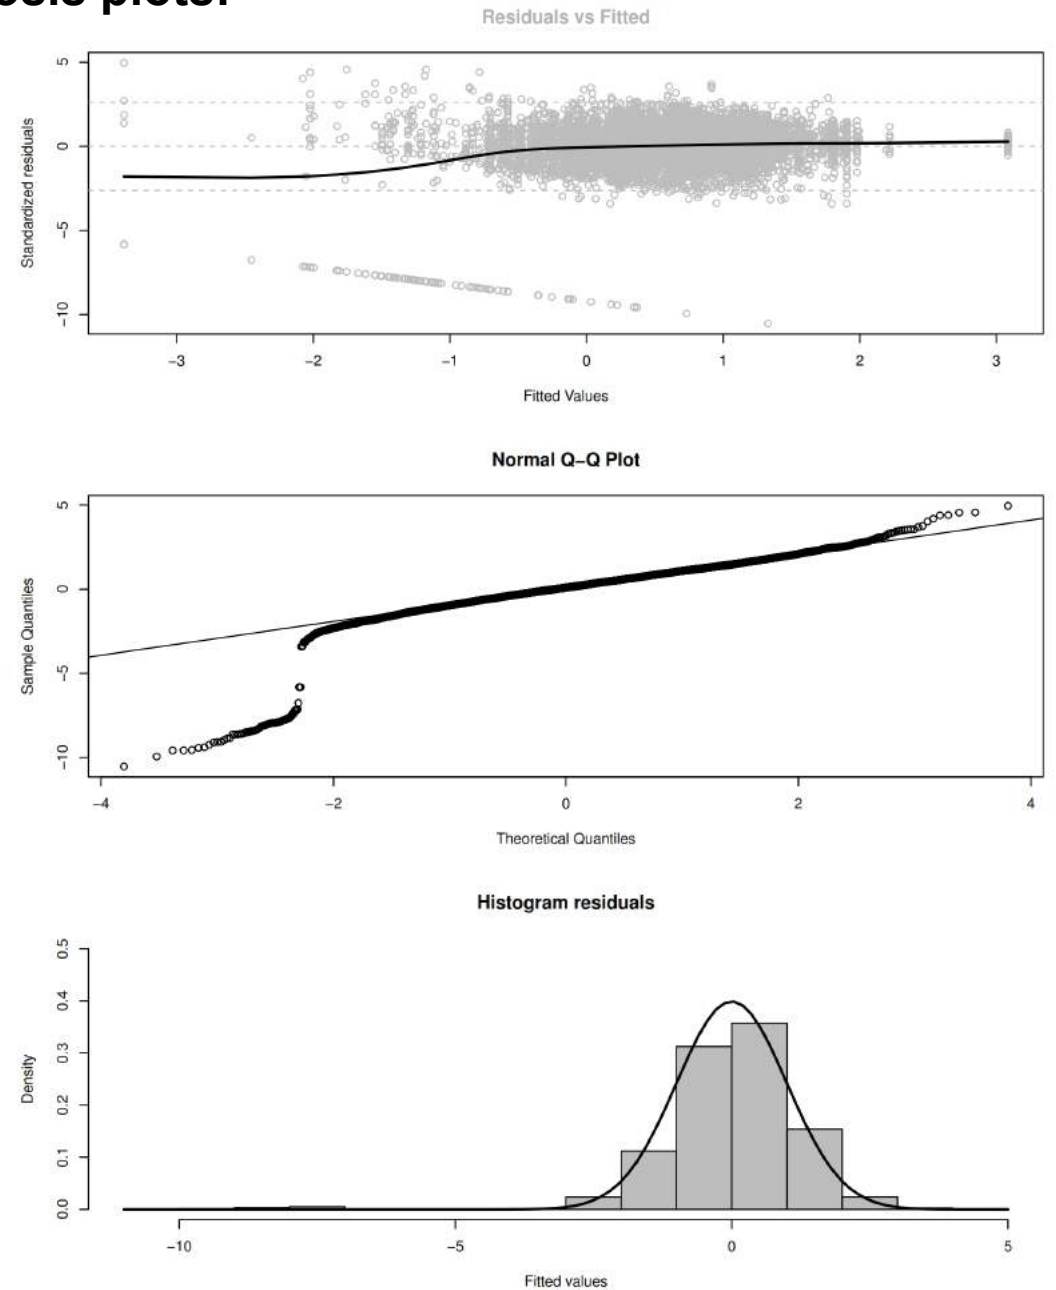 plots:
Residuals vs Fitted
5
0
−5
−10
Standardized residuals
−3 −2 −1 0 1 2 3
Fitted Values
Normal Q−Q Plot
5
0
−5
−10
Sample Quantiles
−4 −2 0 2 4
Theoretical Quantiles
Histogram residuals
0.5
0.4
0.3
0.2
0.1
0.0
Density
−10 −5 0 5
Fitted values